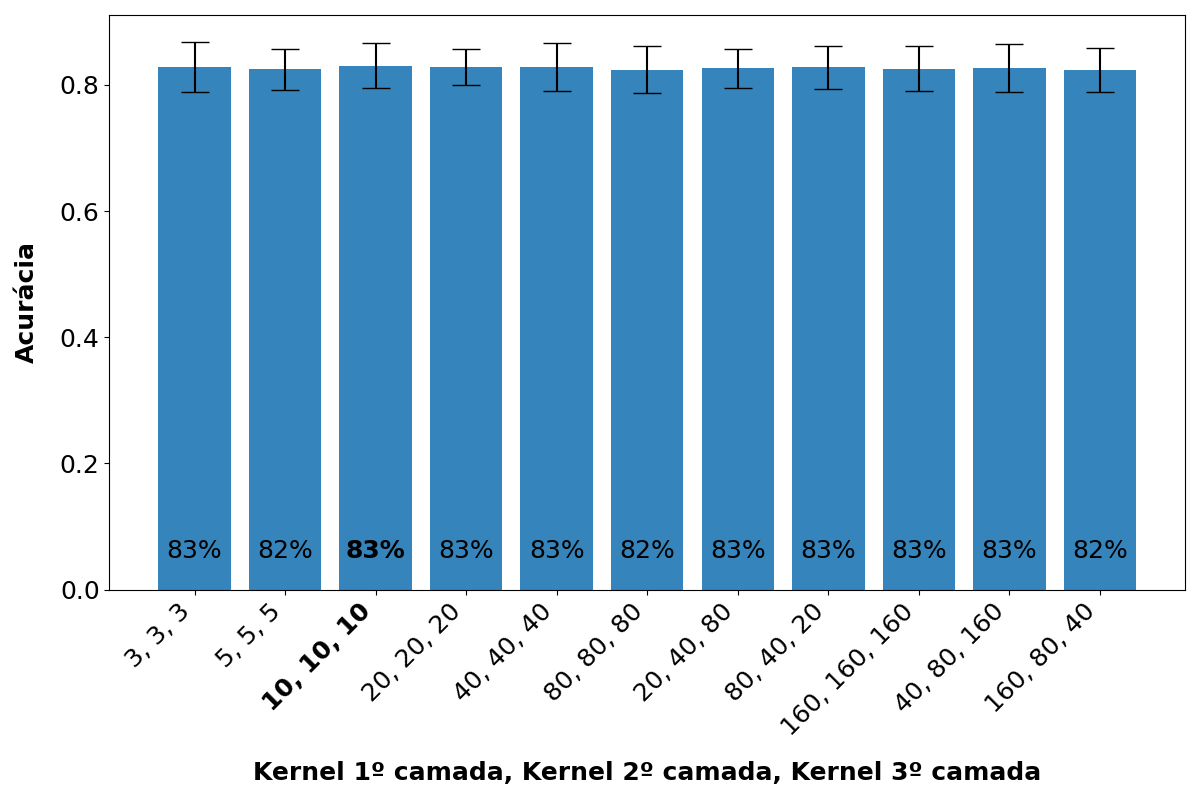 Acurácia
0.8
0.6
0.4
0.2
0.0
83% 82% 83% 83% 83% 82% 83% 83% 83% 83% 82%
3, 3, 3
5, 5, 5
10, 10, 10
20, 20, 20
40, 40, 40
80, 80, 80
20, 40, 80
80, 40, 20
160, 160, 160
40, 80, 160
160, 80, 40
Kernel 1º camada, Kernel 2º camada, Kernel 3º camada